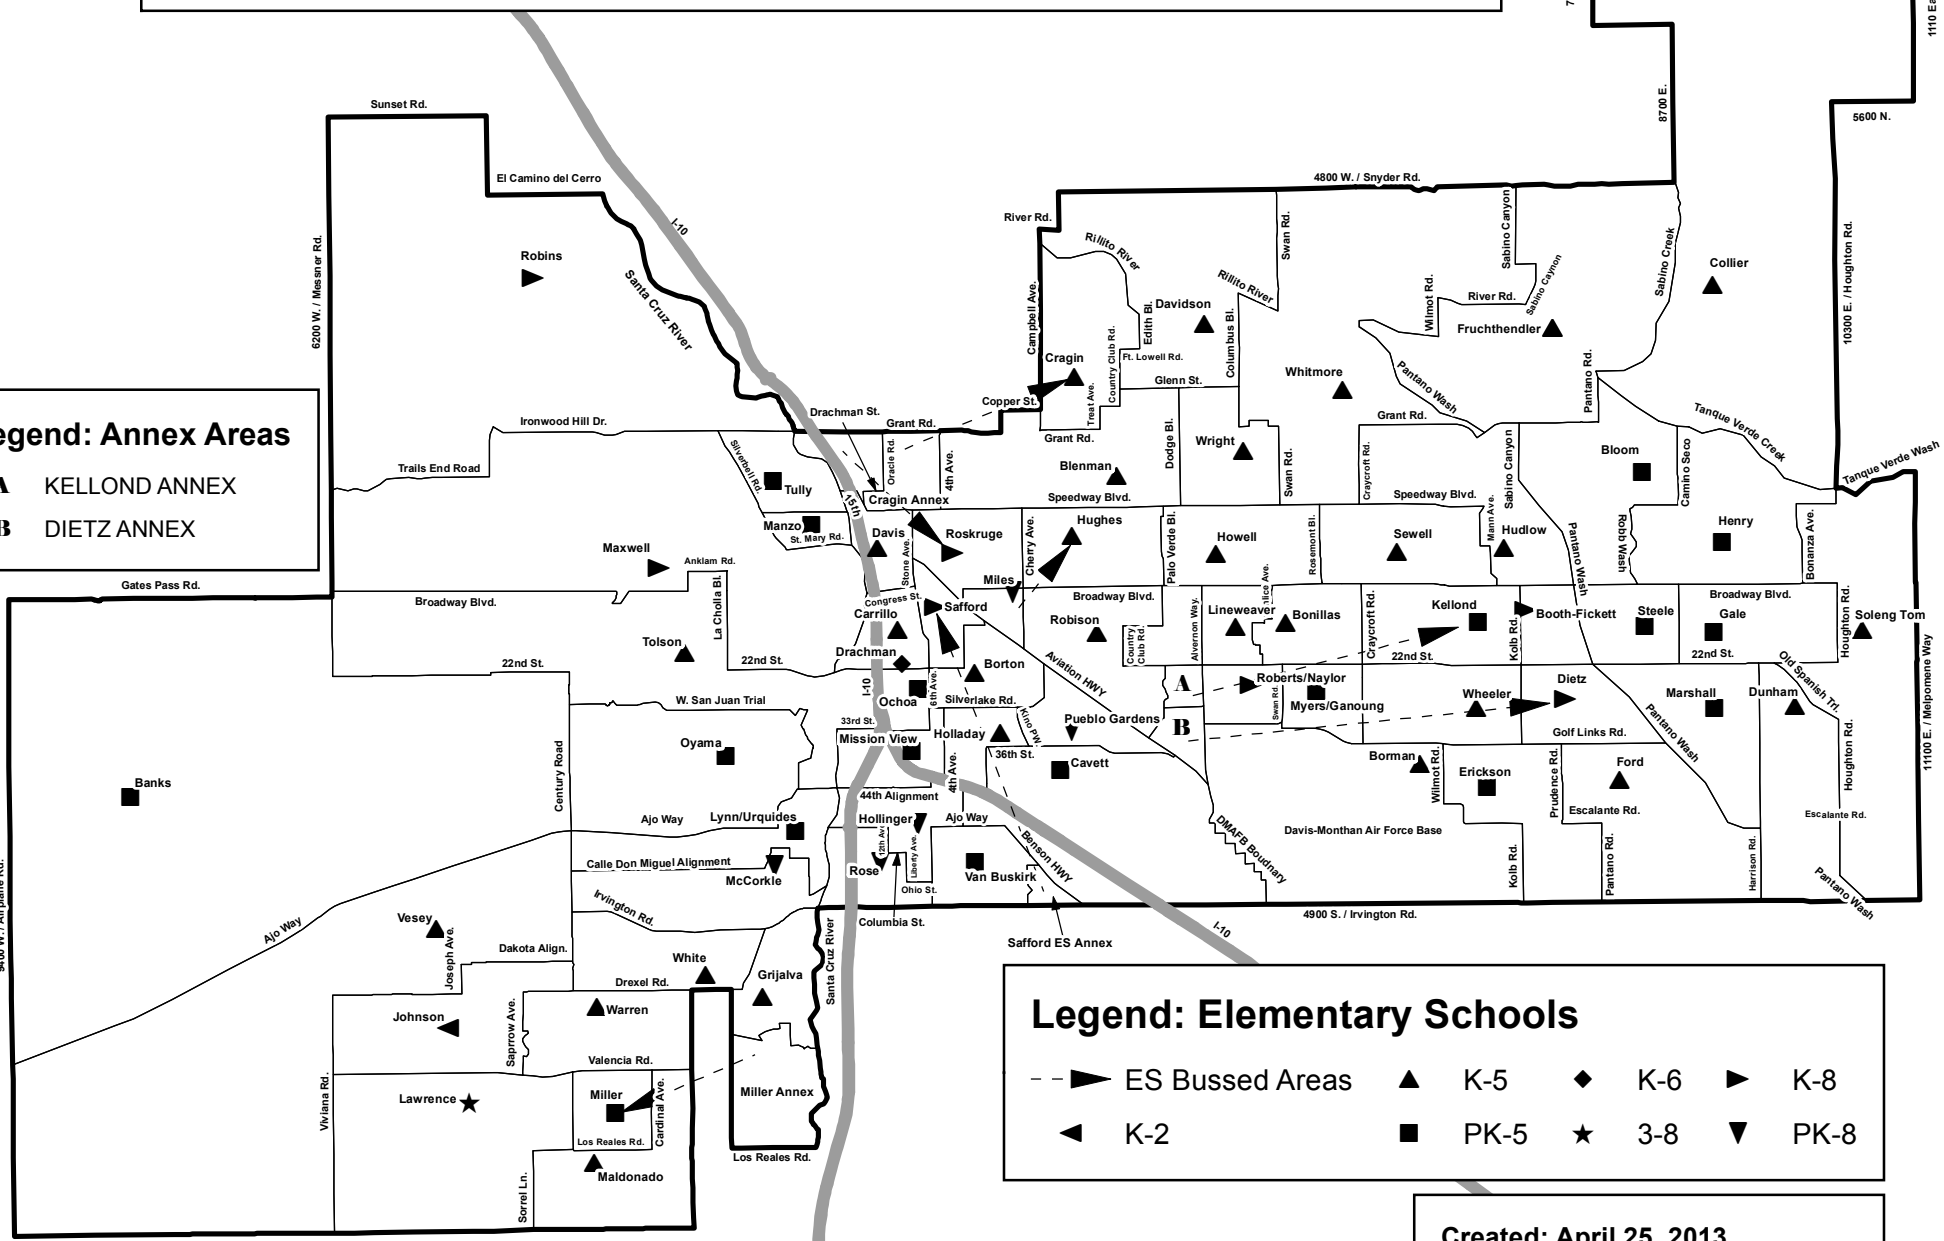 Sunset Rd.
El Camino del Cerro
6200 W. / Messner Rd.
Robins
Santa Cruz River
I-10
8700 E.
5600 N.
4800 W. / Snyder Rd.
River Rd.
Rillito River
Swan Rd.
Sabino Canyon
Sabino Creek
Collier
10300 E. / Houghton Rd.
Campbell Ave.
Rillito River
Davidson
Edith Bl.
Columbus Bl.
Wilmot Rd.
River Rd.
Sabino Caynon
Fruchthendler
Cragin
Country Club Rd.
Ft. Lowell Rd.
Glenn St.
Treat Ave.
Whitmore
Pantano Wash
Pantano Rd.
Copper St.
Grant Rd.
Grant Rd.
Drachman St.
Grant Rd.
Tanque Verde Creek
Tanque Verde Wash
Legend: Annex Areas
A KELLOND ANNEX
B DIETZ ANNEX
Ironwood Hill Dr.
Trails End Road
Silverbell Rd.
Tully
Oracle Rd.
4th Ave.
15th
Cragin Annex
Blenman
Dodge Bl.
Wright
Swan Rd.
Craycroft Rd.
Sabino Canyon
Bloom
Camino Seco
Speedway Blvd.
Speedway Blvd.
Manzo
St. Mary Rd.
Davis
Stone Ave.
Roskruge
Cherry Ave.
Hughes
Palo Verde Bl.
Howell
Rosemont Bl.
Sewell
Mann Ave.
Hudlow
Pantano Wash
Robb Wash
Henry
Bonanza Ave.
Maxwell
Anklam Rd.
La Cholla Bl.
Gates Pass Rd.
Broadway Blvd.
Congress St.
Carrillo
Safford
Miles
Broadway Blvd.
Robison
Country Club Rd.
Alvernon Way.
Lineweaver
Bonillas
Craycroft Rd.
Kellond
Kolb Rd.
Booth-Fickett
Steele
Broadway Blvd.
Gale
Houghton Rd.
Soleng Tom
11100 E. / Melpomene Way
Tolson
22nd St.
22nd St.
Drachman
Borton
Aviation HWY
22nd St.
22nd St.
Old Spanish Trl.
I-10
Ochoa
6th Ave.
Silverlake Rd.
A
B
Roberts/Naylor
Swan Rd.
Myers/Ganoung
Wheeler
Dietz
Marshall
Dunham
W. San Juan Trial
33rd St.
Mission View
Holladay
Kino PW.
Pueblo Gardens
36th St.
Cavett
Golf Links Rd.
Pantano Wash
Oyama
Century Road
Banks
4th Ave.
Borman
Wilmot Rd.
Erickson
Prudence Rd.
Ford
Escalante Rd.
Houghton Rd.
Escalante Rd.
44th Alignment
Ajo Way
Lynn/Urquides
Hollinger
Ajo Way
12th Ave.
Liberty Ave.
Benson HWY
DMAFB Boudnary
Davis-Monthan Air Force Base
Calle Don Miguel Alignment
McCorkle
Rose
Ohio St.
Van Buskirk
Kolb Rd.
Pantano Rd.
Harrison Rd.
Pantano Wash
Irvington Rd.
Columbia St.
4900 S. / Irvington Rd.
Ajo Way
Vesey
Joseph Ave.
Dakota Align.
Santa Cruz River
Safford ES Annex
I-10
White
Drexel Rd.
Grijalva
Johnson
Saprrow Ave.
Warren
Valencia Rd.
Viviana Rd.
Lawrence
Miller
Cardinal Ave.
Miller Annex
Los Reales Rd.
Maldonado
Los Reales Rd.
Sorrel Ln.
Legend: Elementary Schools
ES Bussed Areas K-5 K-6 K-8
K-2 PK-5 3-8 PK-8
Created: April 25, 2013